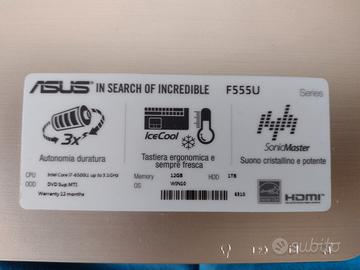 ASUS IN SEARCH OF INCREDIBLE F555U Series
3x
IceCool
SonicMaster
Autonomia duratura
Tastiera ergonomica e
sempre fresca
Suono cristallino e potente
CPU Intel Core i7-6500U up to 3.1GHz Memory 12GB HDD 1TB
ODD DVD Sup.MTI OS WIN10
Warranty 12 months
6310
HDMI
subito